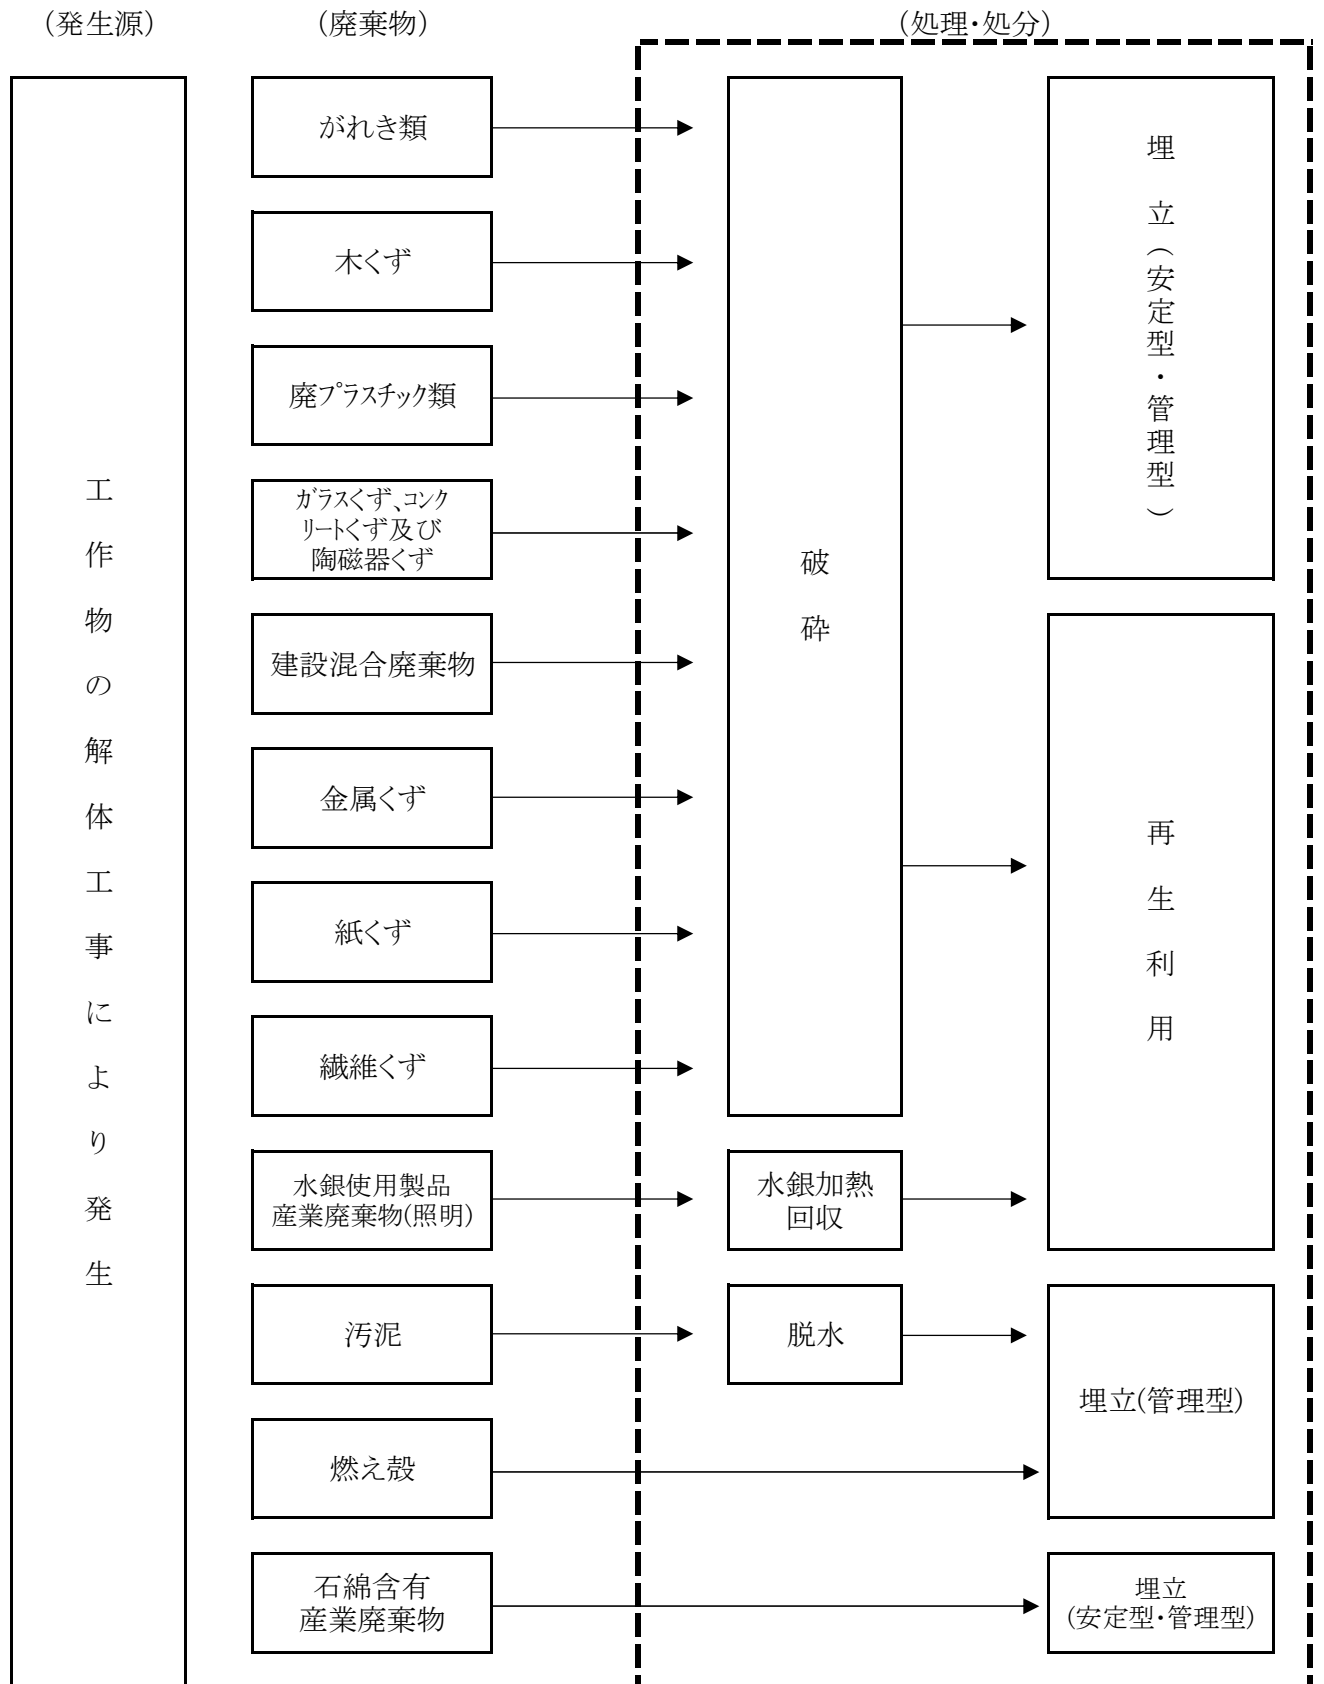 (発生源)
(廃棄物)
(処理・処分)
工作物の解体工事により発生
がれき類
木くず
廃プラスチック類
ガラスくず、コンク
リートくず及び
陶磁器くず
建設混合廃棄物
金属くず
紙くず
繊維くず
水銀使用製品
産業廃棄物(照明)
汚泥
燃え殻
石綿含有
産業廃棄物
破砕
水銀加熱
回収
脱水
埋立(安定型・管理型)
再生利用
埋立(管理型)
埋立
(安定型・管理型)